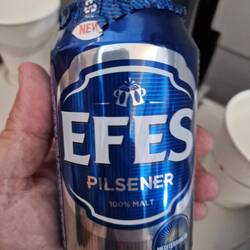 NEW
EFES
PILSENER
100% MALT